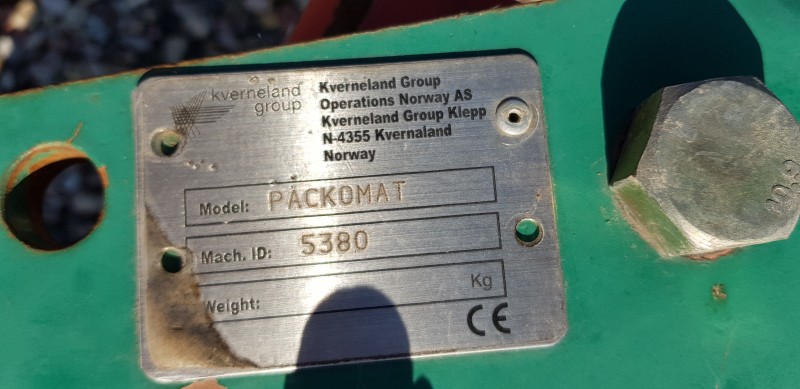 kverneland
group
Kverneland Group
Operations Norway AS
Kverneland Group Klepp
N-4355 Kvernaland
Norway
Model: PACKOMAT
Mach. ID: 5380
Weight: Kg
CE